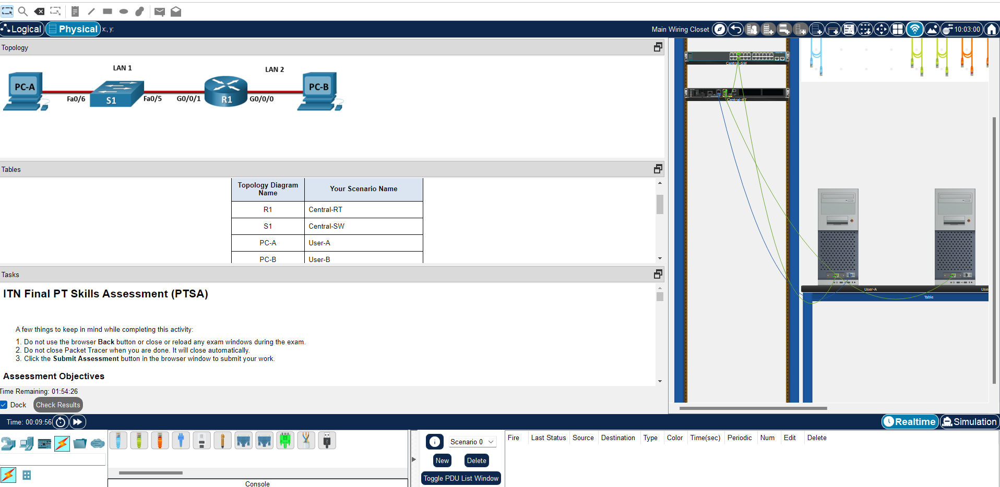 Logical
Physical
x:, y:
Main Wiring Closet
10:03:00
Topology
LAN 1
LAN 2
PC-A
Fa0/6
S1
Fa0/5
G0/0/1
R1
G0/0/0
PC-B
Tables
Topology Diagram Name
Your Scenario Name
R1
Central-RT
S1
Central-SW
PC-A
User-A
PC-B
User-B
Tasks
ITN Final PT Skills Assessment (PTSA)
A few things to keep in mind while completing this activity:
1. Do not use the browser Back button or close or reload any exam windows during the exam.
2. Do not close Packet Tracer when you are done. It will close automatically.
3. Click the Submit Assessment button in the browser window to submit your work.
Assessment Objectives
Time Remaining: 01:54:26
Dock
Check Results
Central-SW
Central-RT
User-A
Use
Table
Time: 00:09:56
Realtime
Simulation
Scenario 0
New
Delete
Toggle PDU List Window
Fire
Last Status
Source
Destination
Type
Color
Time(sec)
Periodic
Num
Edit
Delete
Console